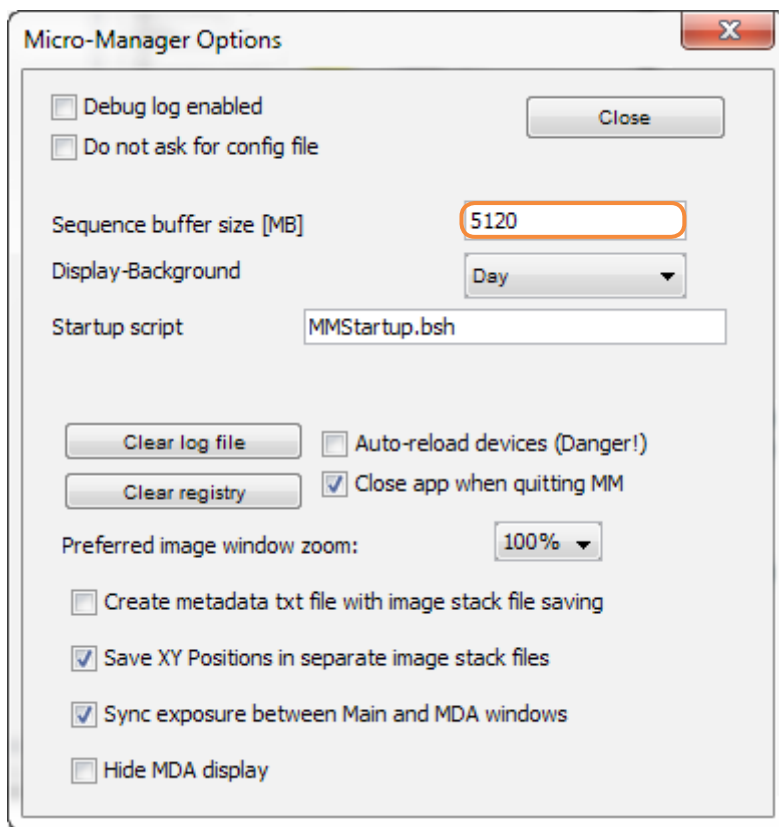 Micro-Manager Options
Debug log enabled
Close
Do not ask for config file
Sequence buffer size [MB]
5120
Display-Background
Day
Startup script
MMStartup.bsh
Clear log file
Auto-reload devices (Danger!)
Clear registry
Close app when quitting MM
Preferred image window zoom:
100%
Create metadata txt file with image stack file saving
Save XY Positions in separate image stack files
Sync exposure between Main and MDA windows
Hide MDA display